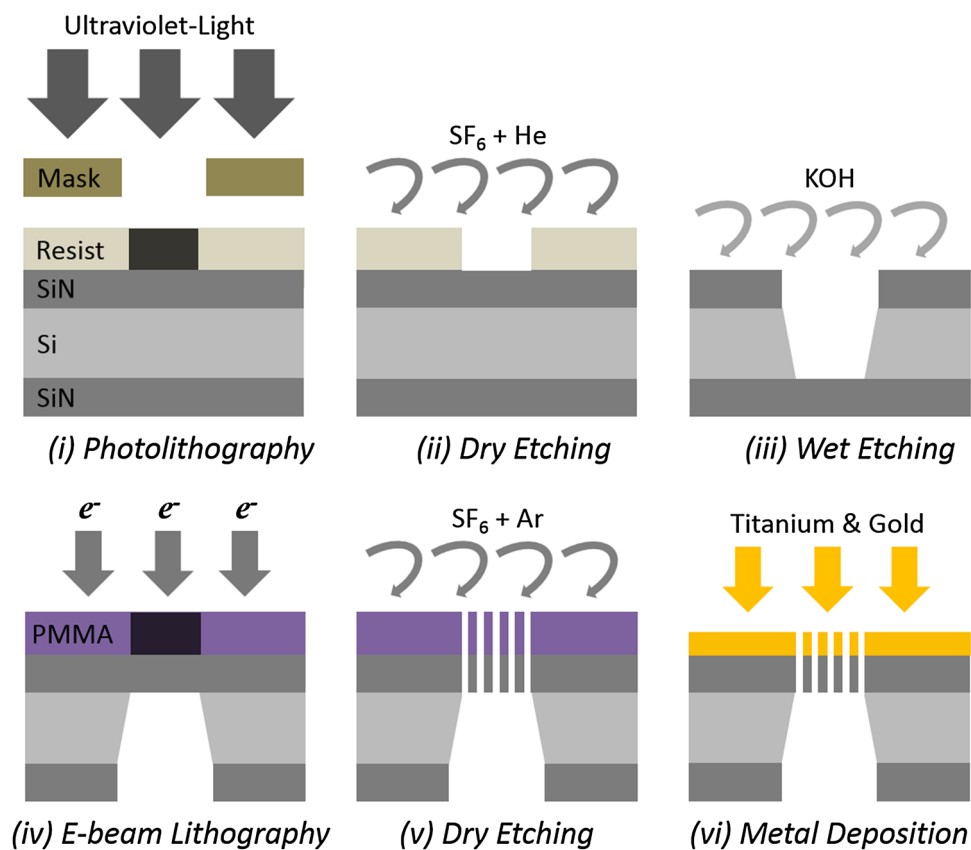 Ultraviolet-Light
Mask
Resist
SiN
Si
SiN
(i) Photolithography
SF₆ + He
(ii) Dry Etching
KOH
(iii) Wet Etching
e⁻ e⁻ e⁻
PMMA
(iv) E-beam Lithography
SF₆ + Ar
(v) Dry Etching
Titanium & Gold
(vi) Metal Deposition